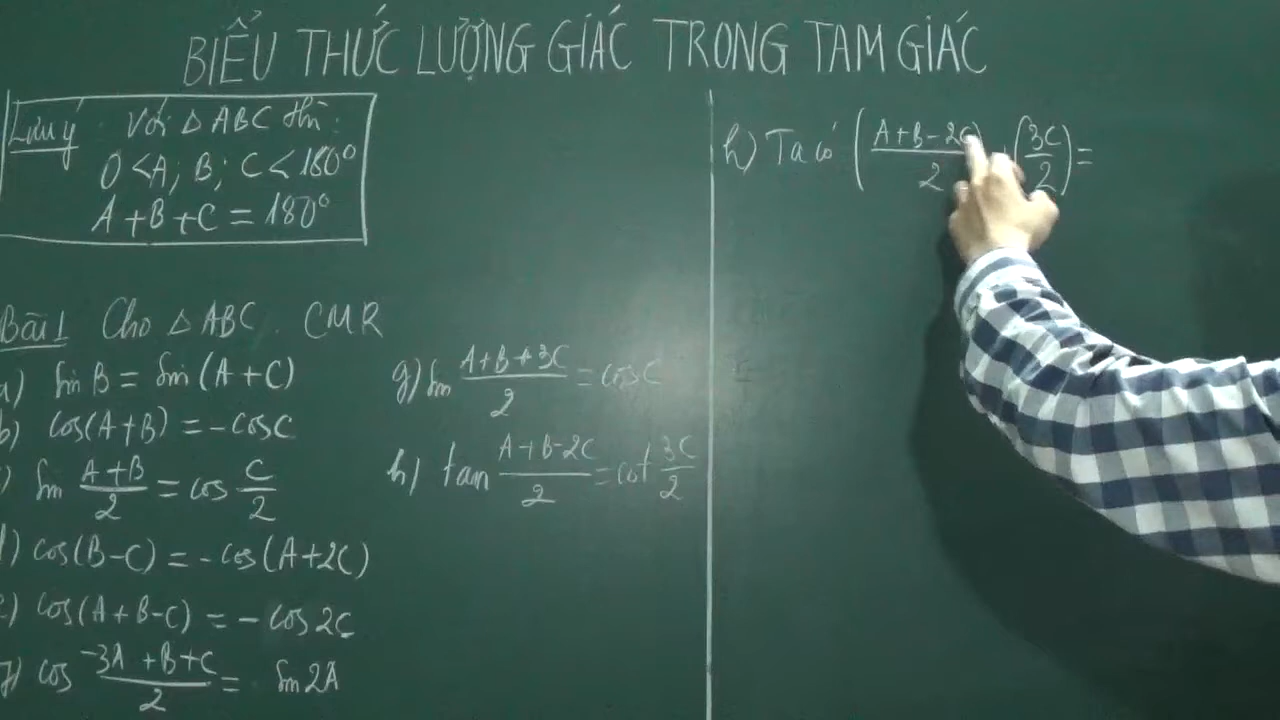 BIỂU THỨC LƯỢNG GIÁC TRONG TAM GIÁC
Lưu ý Với △ABC thì:
0 < A; B; C < 180°
A + B + C = 180°
Bài 1 Cho △ABC. CMR
a) sin B = sin (A + C)
b) cos(A + B) = -cosC
c) sin (A + B)/2 = cos C/2
d) cos(B - C) = -cos(A + 2C)
e) cos(A + B - C) = - cos 2C
f) cos (-3A + B + C)/2 = sin 2A
g) sin (A + B + 3C)/2 = cos C
h) tan (A + B - 2C)/2 = cot 3C/2
h) Ta có ((A + B - 2C)/2) + (3C/2) =